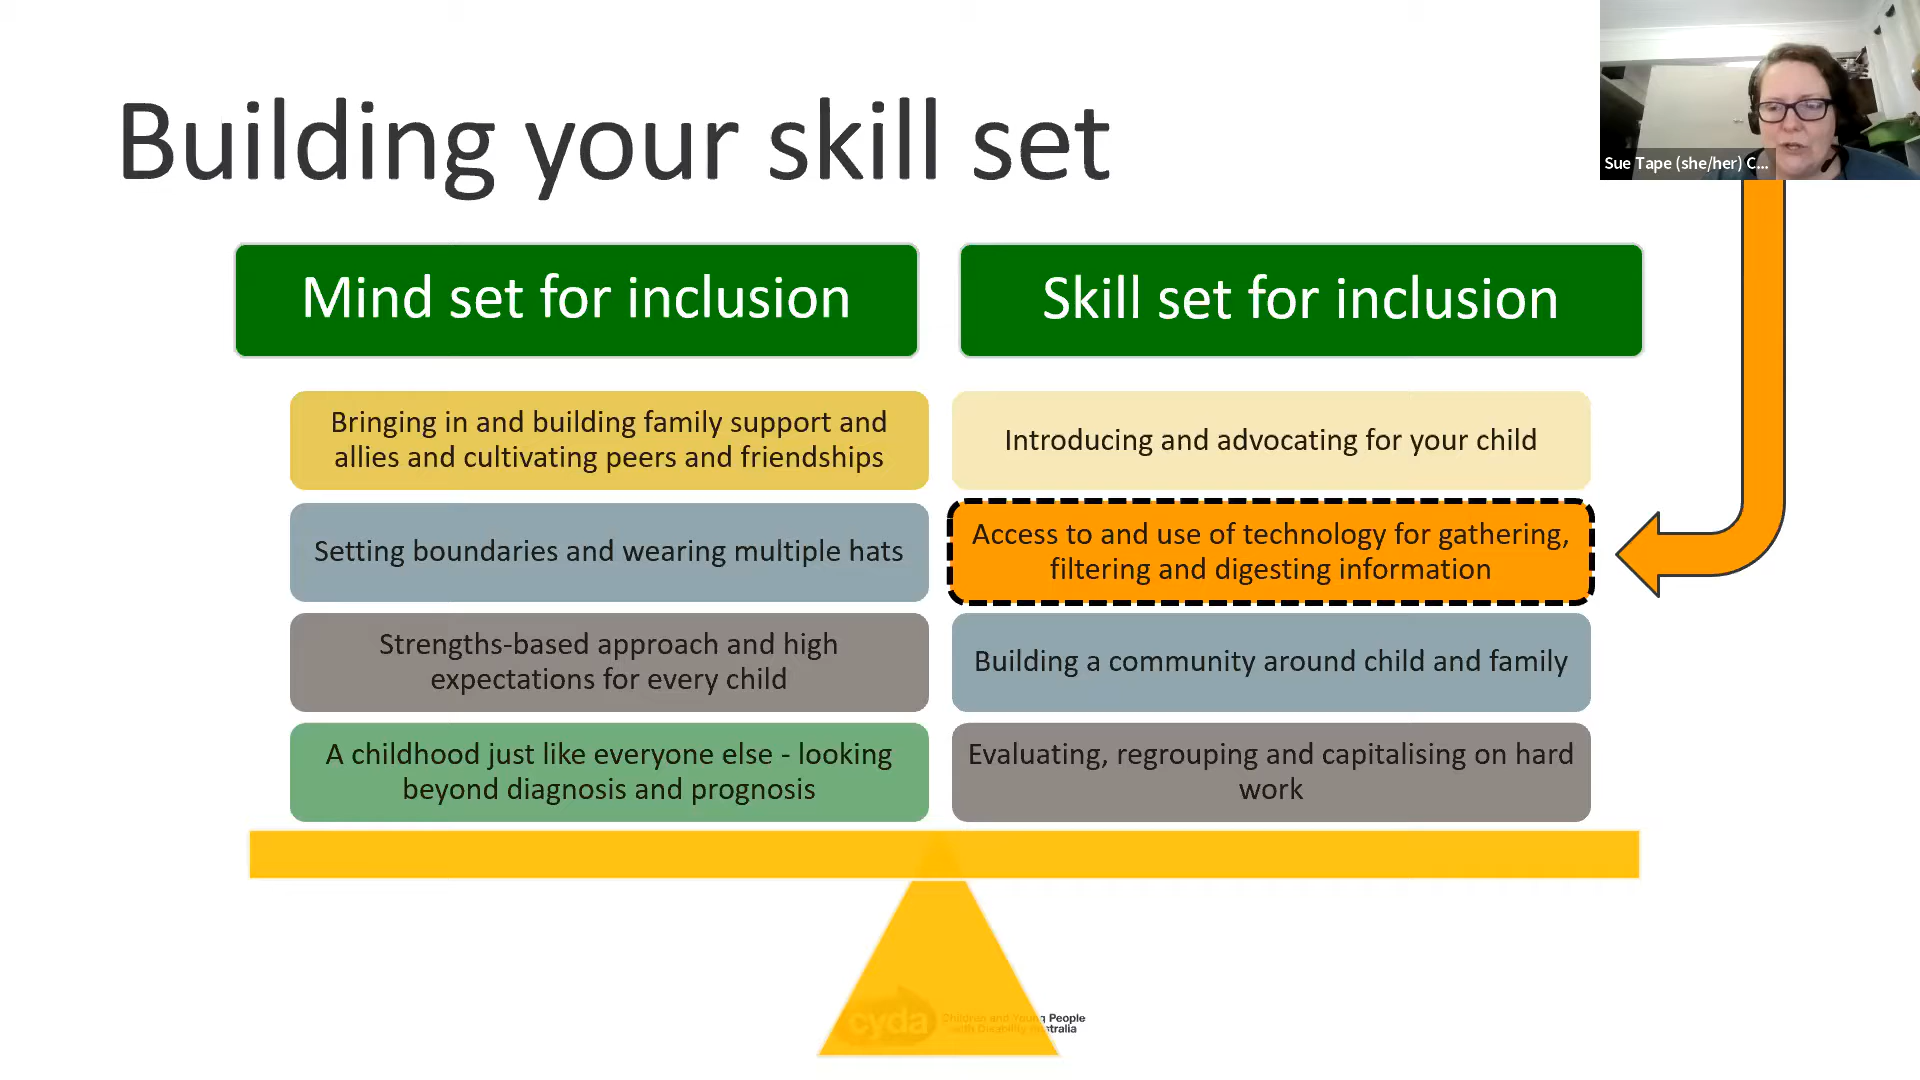 Building your skill set
Sue Tape (she/her) C...
Mind set for inclusion
Skill set for inclusion
Bringing in and building family support and
allies and cultivating peers and friendships
Introducing and advocating for your child
Setting boundaries and wearing multiple hats
Access to and use of technology for gathering,
filtering and digesting information
Strengths-based approach and high
expectations for every child
Building a community around child and family
A childhood just like everyone else - looking
beyond diagnosis and prognosis
Evaluating, regrouping and capitalising on hard
work
cyda
Children and Young People
with Disability Australia